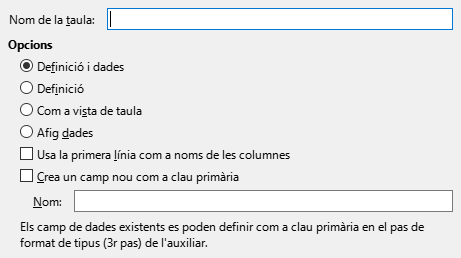 Nom de la taula:
Opcions
Definició i dades
Definició
Com a vista de taula
Afig dades
Usa la primera línia com a noms de les columnes
Crea un camp nou com a clau primària
Nom:
Els camp de dades existents es poden definir com a clau primària en el pas de
format de tipus (3r pas) de l'auxiliar.